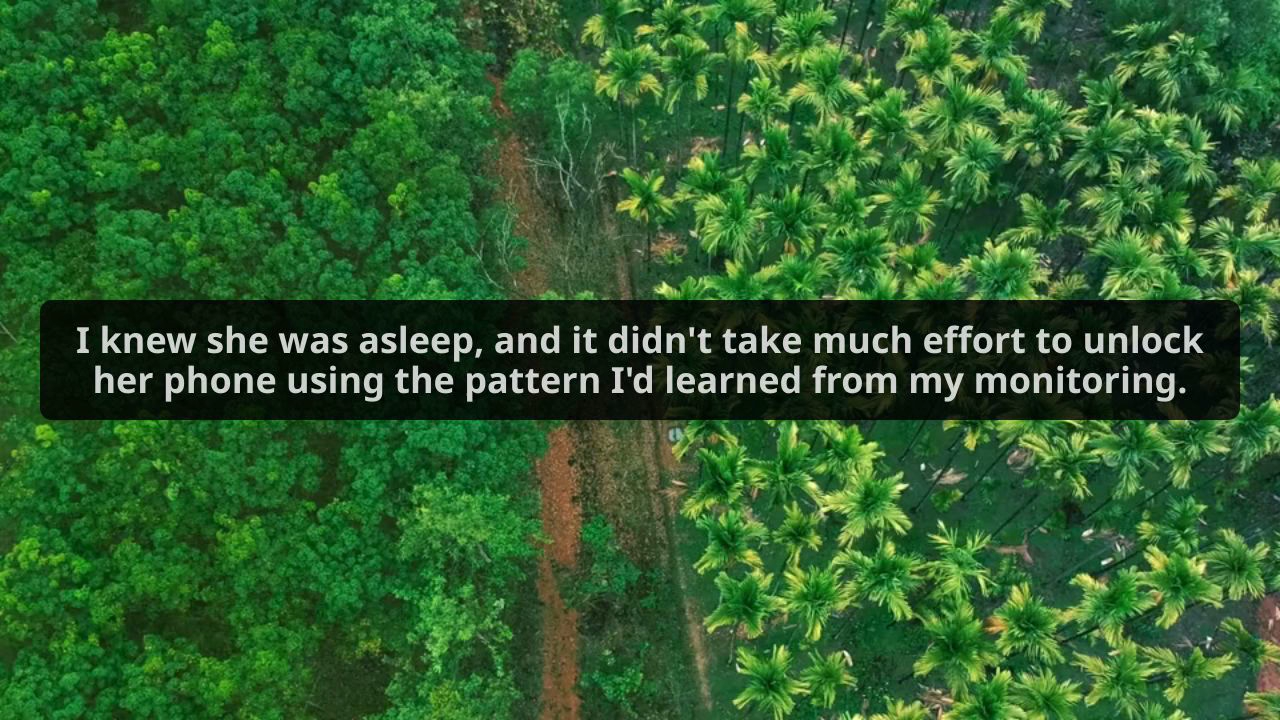 I knew she was asleep, and it didn't take much effort to unlock
her phone using the pattern I'd learned from my monitoring.